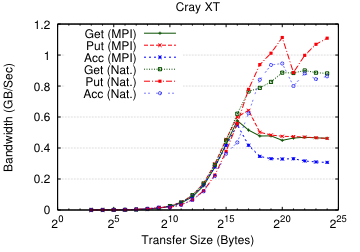 Cray XT
Bandwidth (GB/Sec)
1.2
1
0.8
0.6
0.4
0.2
0
Get (MPI)
Put (MPI)
Acc (MPI)
Get (Nat.)
Put (Nat.)
Acc (Nat.)
2^0 2^5 2^10 2^15 2^20 2^25
Transfer Size (Bytes)